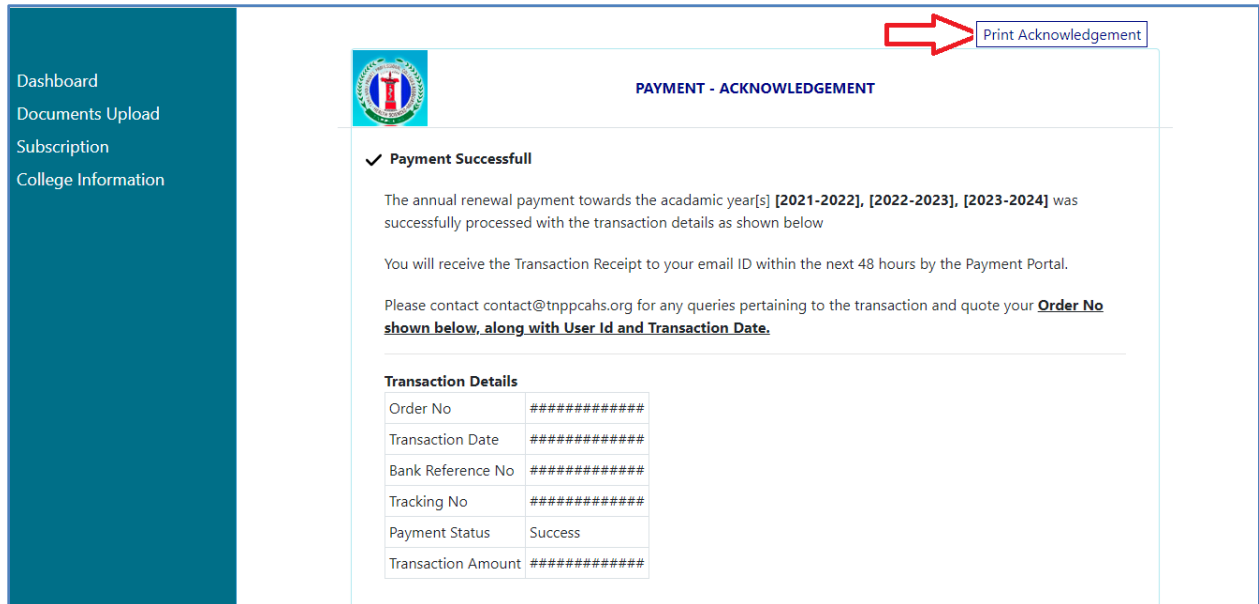 Print Acknowledgement
Dashboard
Documents Upload
Subscription
College Information
PAYMENT - ACKNOWLEDGEMENT
Payment Successfull
The annual renewal payment towards the acadamic year[s] [2021-2022], [2022-2023], [2023-2024] was
successfully processed with the transaction details as shown below
You will receive the Transaction Receipt to your email ID within the next 48 hours by the Payment Portal.
Please contact contact@tnppcahs.org for any queries pertaining to the transaction and quote your Order No
shown below, along with User Id and Transaction Date.
Transaction Details
Order No #############
Transaction Date #############
Bank Reference No #############
Tracking No #############
Payment Status Success
Transaction Amount #############